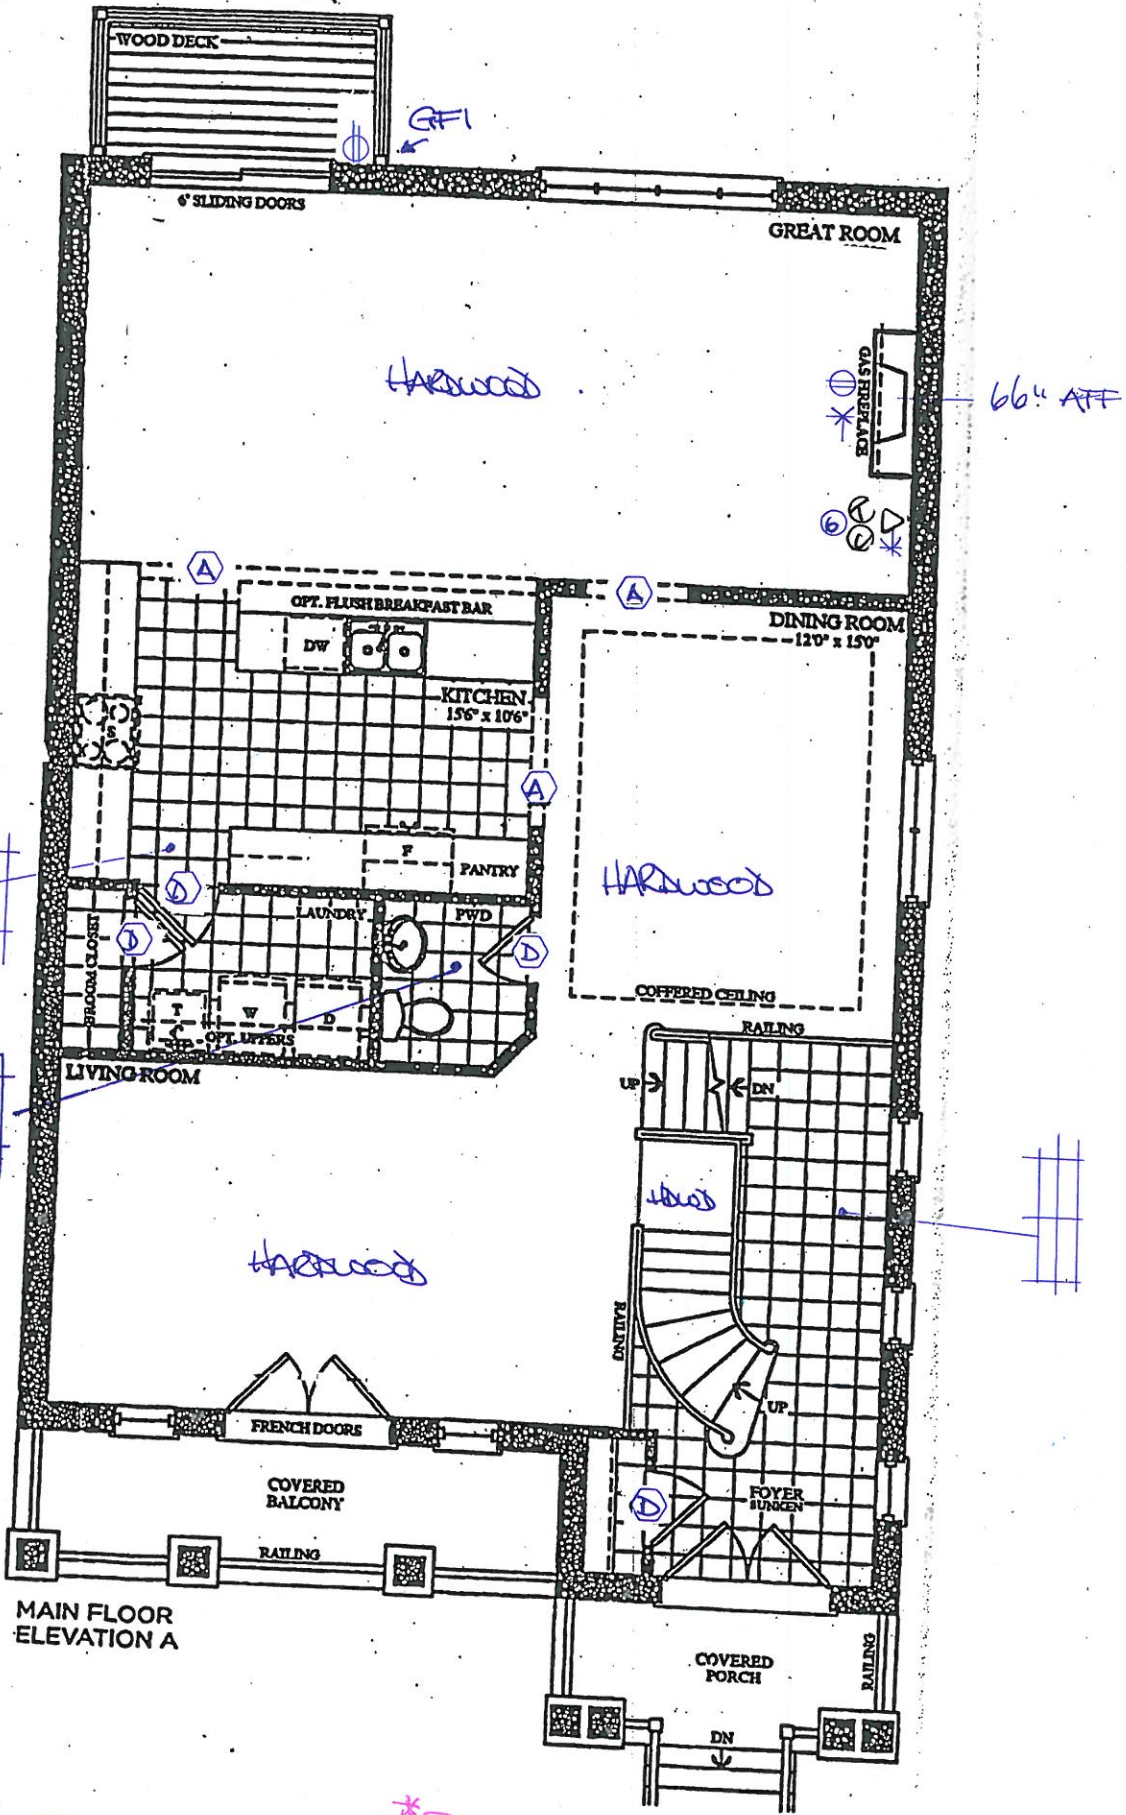 WOOD DECK
GFI
6' SLIDING DOORS
GREAT ROOM
HARDWOOD
GAS FIREPLACE
66" AFF
6
A
A
OPT. FLUSH BREAKFAST BAR
DINING ROOM
12'0" x 15'0"
DW
KITCHEN
15'6" x 10'6"
S
A
F
PANTRY
HARDWOOD
D
LAUNDRY
PWD
D
D
BROOM CLOSET
COFFERED CEILING
T
W
D
OPT. UPPERS
RAILING
LIVING ROOM
UP
DN
HDWD
HARDWOOD
RAILING
UP
FRENCH DOORS
COVERED
BALCONY
D
FOYER
SUNKEN
RAILING
MAIN FLOOR
ELEVATION A
COVERED
PORCH
RAILING
DN